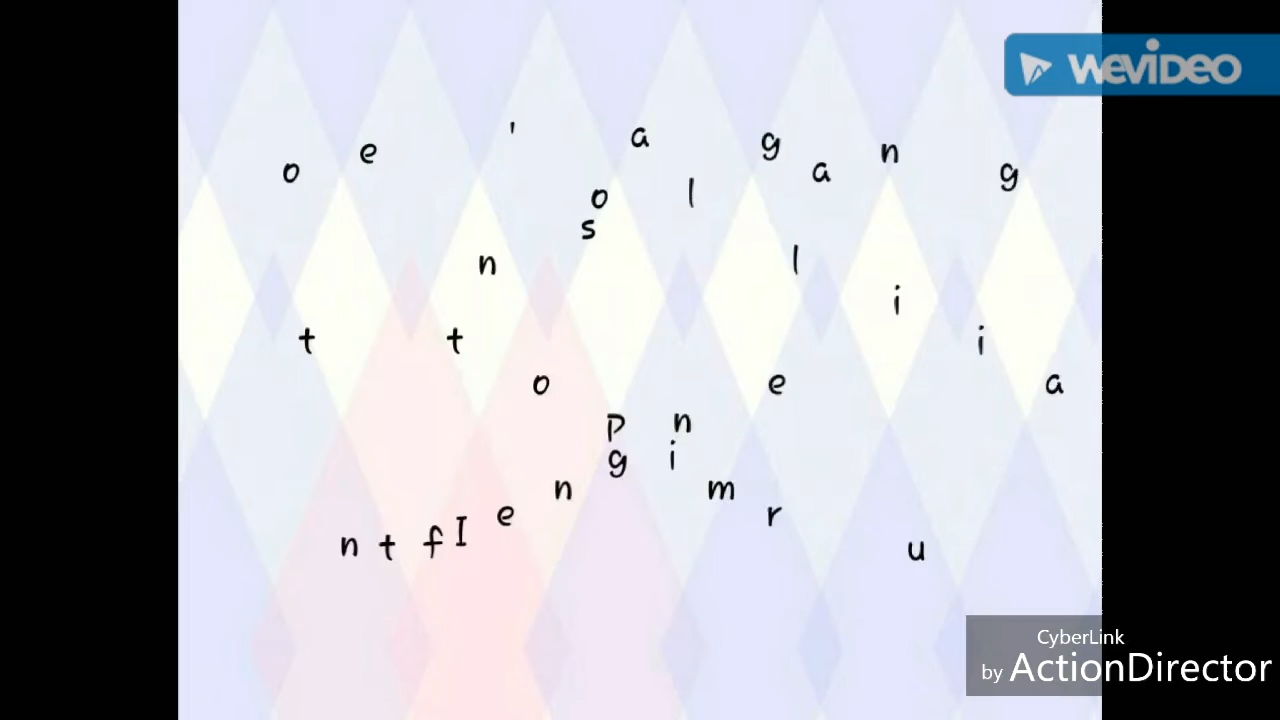 WEVIDEO
o e ' a g a n g
o l
s
n l
i
t t i
o e a
P n
g i
n m
e r
n t f I u
CyberLink
by ActionDirector